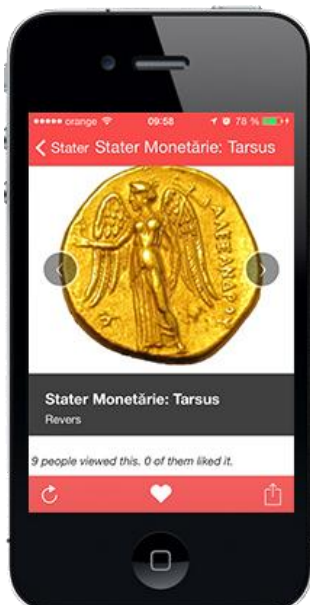 orange 09:58 78 %
Stater Stater Monetărie: Tarsus
ΑΛΕΞΑΝΔΡΟΥ
Stater Monetărie: Tarsus
Revers
9 people viewed this. 0 of them liked it.